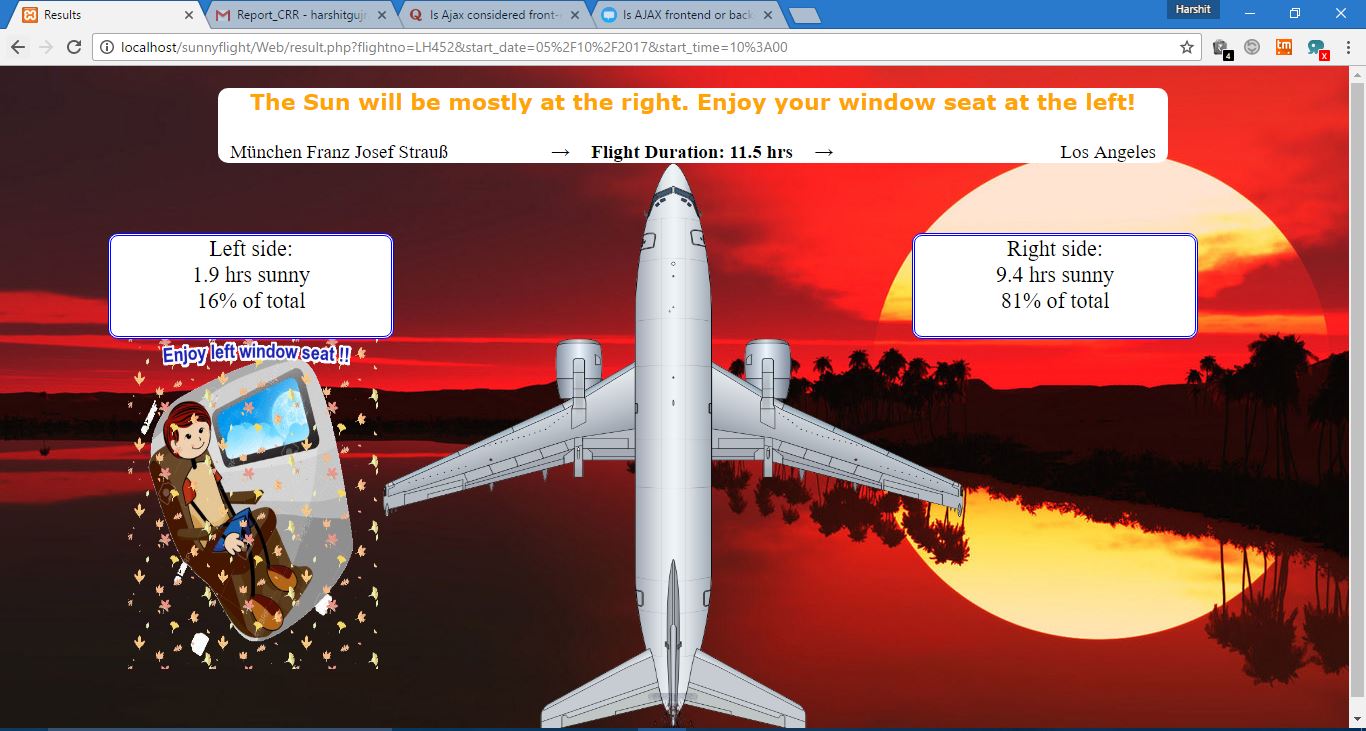 Results
Report_CRR - harshitgujr
Is Ajax considered front-
Is AJAX frontend or back
Harshit
localhost/sunnyflight/Web/result.php?flightno=LH452&start_date=05%2F10%2F2017&start_time=10%3A00
4
tm
x
The Sun will be mostly at the right. Enjoy your window seat at the left!
München Franz Josef Strauß → Flight Duration: 11.5 hrs → Los Angeles
Left side:
1.9 hrs sunny
16% of total
Right side:
9.4 hrs sunny
81% of total
Enjoy left window seat !!